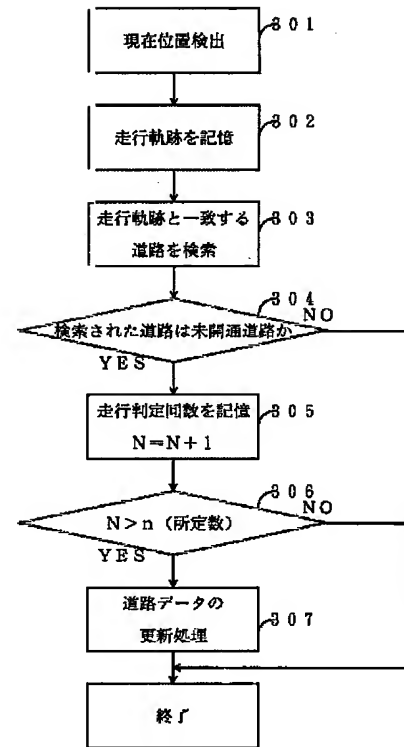 301
現在位置検出
302
走行軌跡を記憶
303
走行軌跡と一致する
道路を検索
304
検索された道路は未開通道路か
NO
YES
走行判定回数を記憶
N=N+1
305
306
N>n (所定数)
NO
YES
道路データの
更新処理
307
終了